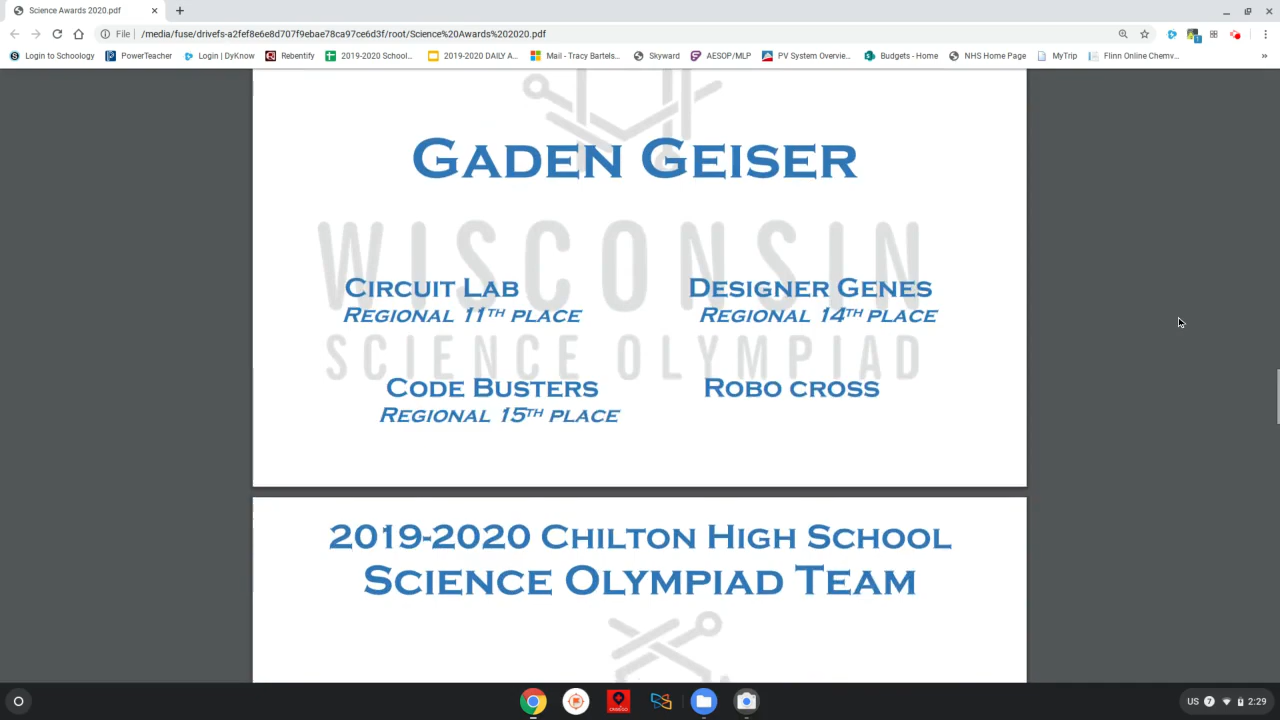 Science Awards 2020.pdf
File | /media/fuse/drivefs-a2fef8e6e8d707f9ebae78ca97ce6d3f/root/Science%20Awards%202020.pdf
Login to Schoology PowerTeacher Login | DyKnow Rebentify 2019-2020 School... 2019-2020 DAILY A... Mail - Tracy Bartels... Skyward AESOP/MLP PV System Overvie... Budgets - Home NHS Home Page MyTrip Flinn Online Chemv... »
GADEN GEISER
WISCONSIN
CIRCUIT LAB DESIGNER GENES
REGIONAL 11TH PLACE REGIONAL 14TH PLACE
SCIENCE OLYMPIAD
CODE BUSTERS ROBO CROSS
REGIONAL 15TH PLACE
2019-2020 CHILTON HIGH SCHOOL
SCIENCE OLYMPIAD TEAM
US 7 2:29